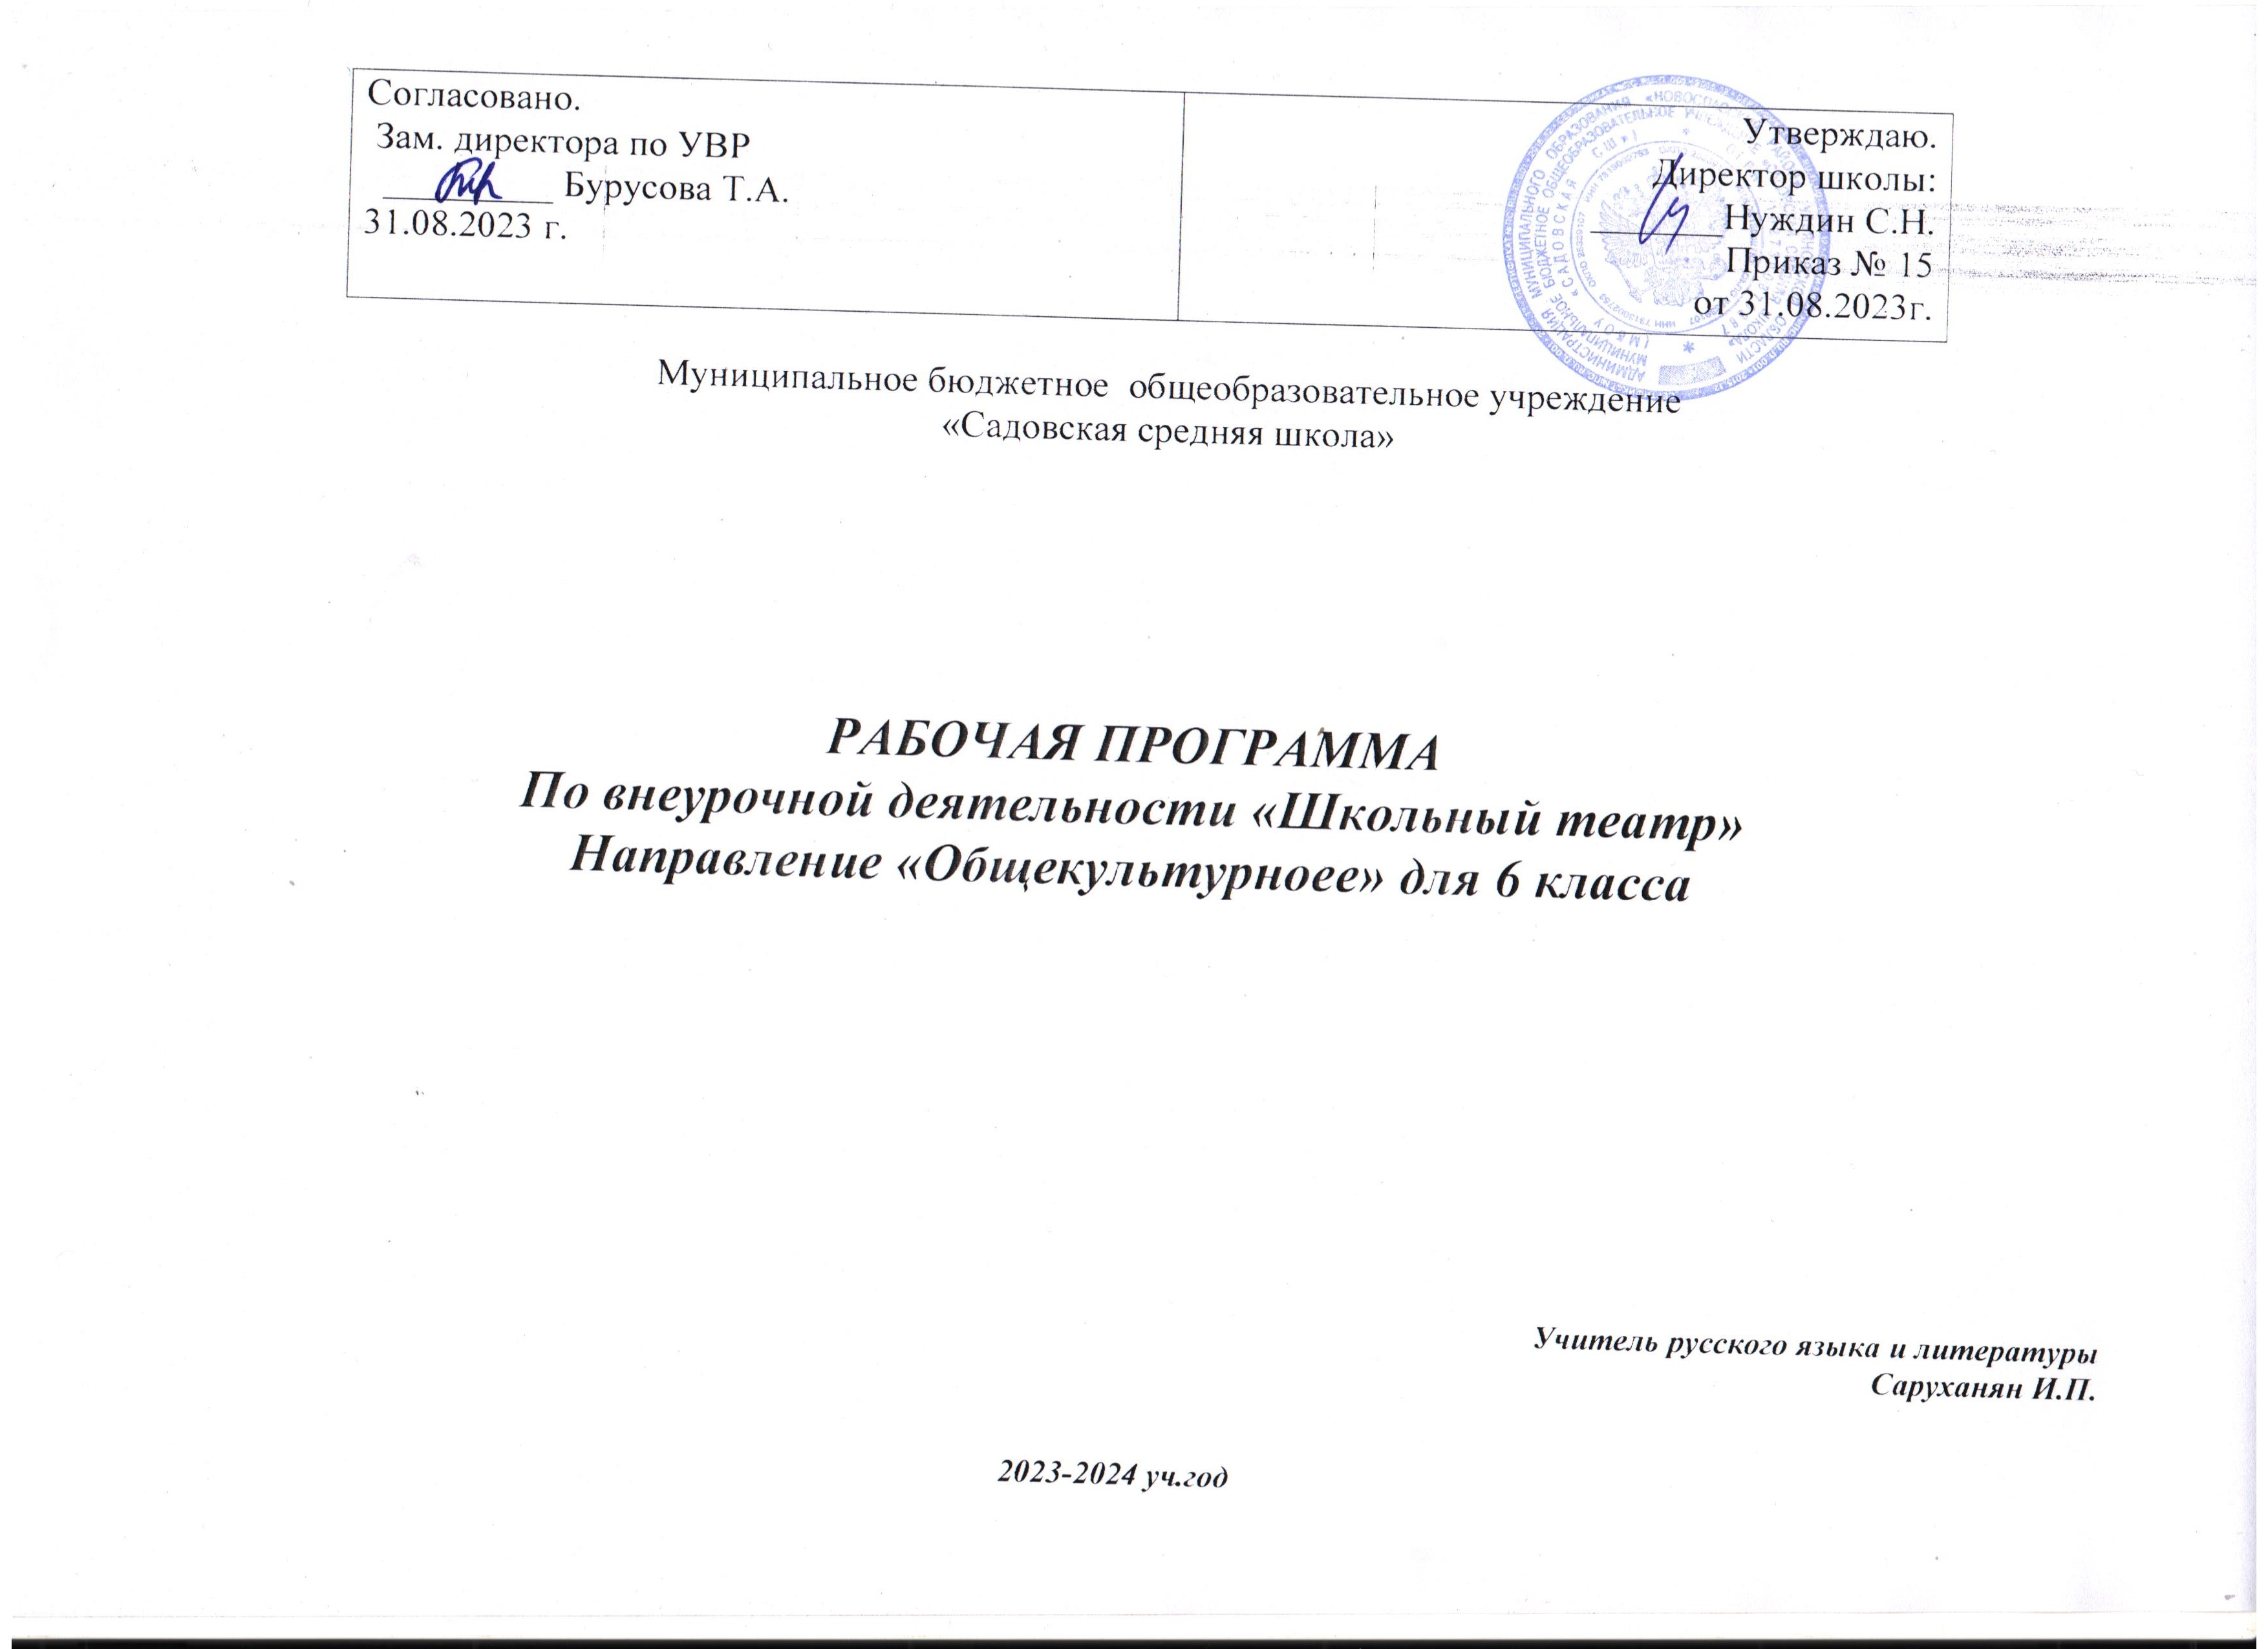 Согласовано.
Зам. директора по УВР
__________ Бурусова Т.А.
31.08.2023 г.
Утверждаю.
Директор школы:
________Нуждин С.Н.
Приказ № 15
от 31.08.2023г.
Муниципальное бюджетное общеобразовательное учреждение
«Садовская средняя школа»
РАБОЧАЯ ПРОГРАММА
По внеурочной деятельности «Школьный театр»
Направление «Общекультурноее» для 6 класса
Учитель русского языка и литературы
Саруханян И.П.
2023-2024 уч.год